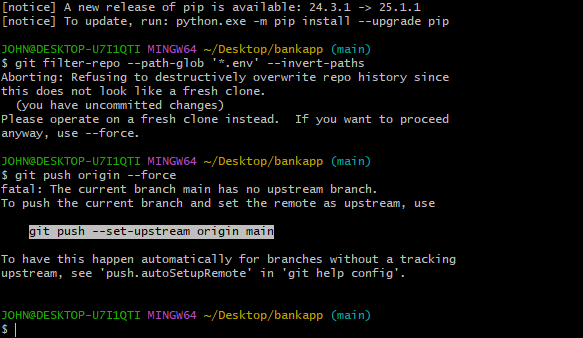 [notice] A new release of pip is available: 24.3.1 -> 25.1.1
[notice] To update, run: python.exe -m pip install --upgrade pip
JOHN@DESKTOP-U7I1QTI MINGW64 ~/Desktop/bankapp (main)
$ git filter-repo --path-glob '*.env' --invert-paths
Aborting: Refusing to destructively overwrite repo history since
this does not look like a fresh clone.
  (you have uncommitted changes)
Please operate on a fresh clone instead.  If you want to proceed
anyway, use --force.
JOHN@DESKTOP-U7I1QTI MINGW64 ~/Desktop/bankapp (main)
$ git push origin --force
fatal: The current branch main has no upstream branch.
To push the current branch and set the remote as upstream, use
    git push --set-upstream origin main
To have this happen automatically for branches without a tracking
upstream, see 'push.autoSetupRemote' in 'git help config'.
JOHN@DESKTOP-U7I1QTI MINGW64 ~/Desktop/bankapp (main)
$